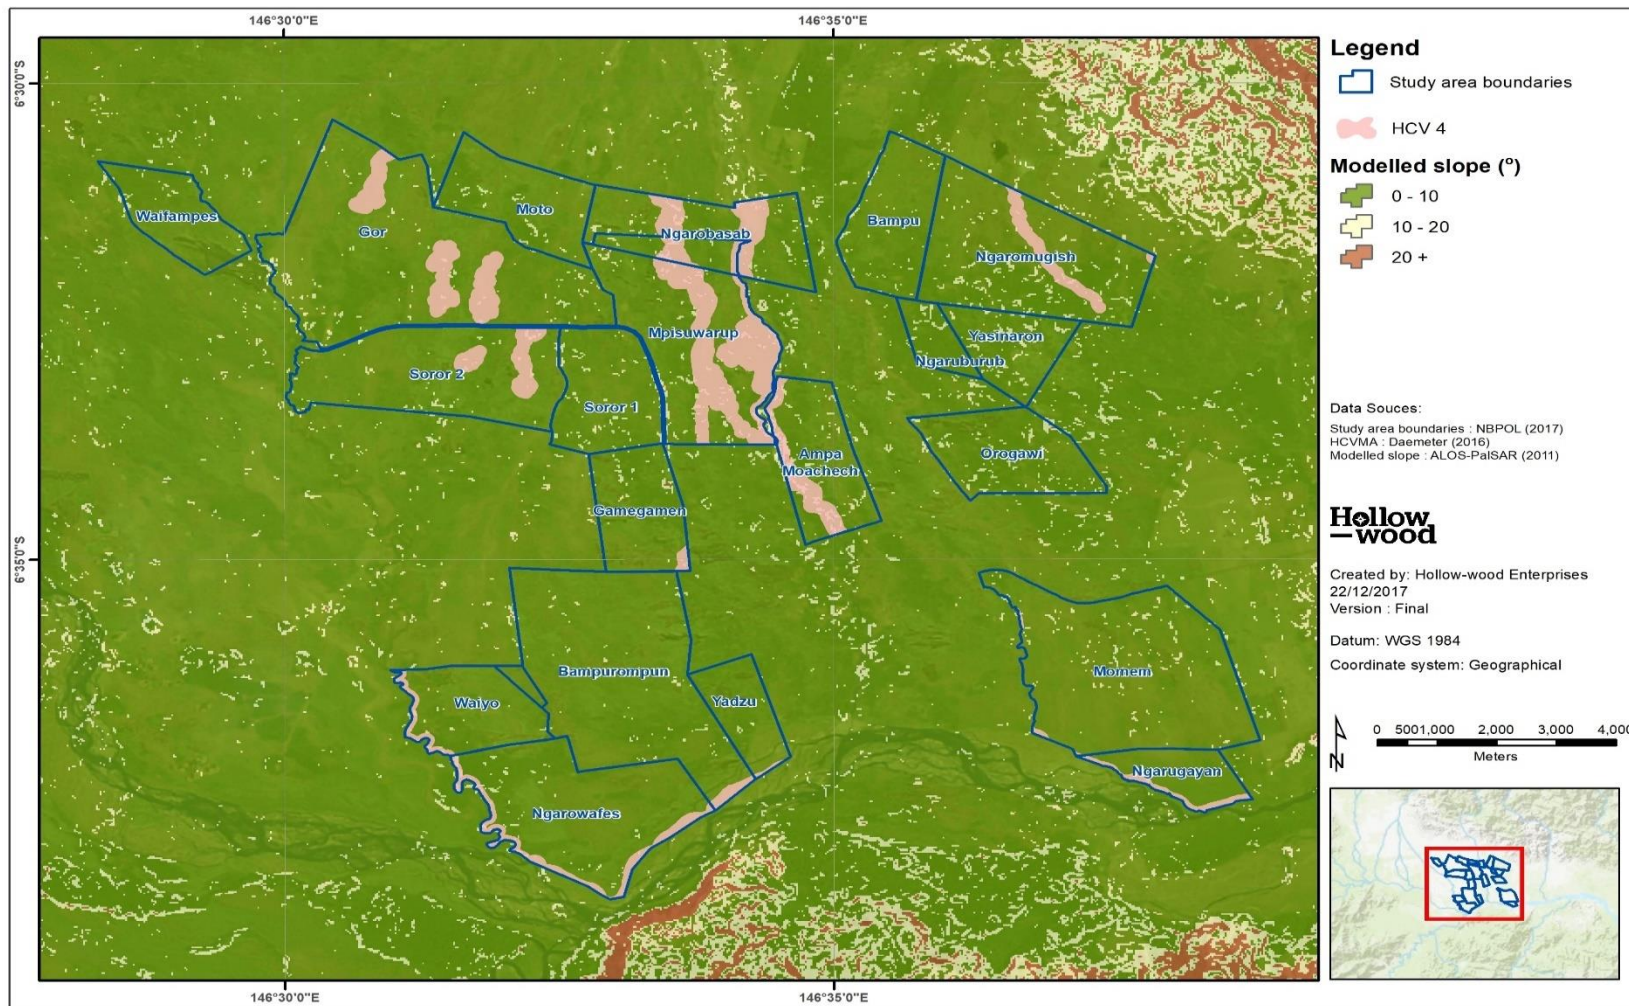 146°30'0"E
146°35'0"E
6°30'0"S
6°35'0"S
Waifampes
Gor
Moto
Ngarobasab
Bampu
Ngaromugish
Mpisuwarup
Yasinaron
Ngaruburub
Soror 2
Soror 1
Ampa
Moachech
Orogawi
Gamegamen
Bampurompun
Waiyo
Yadzu
Momem
Ngarugayan
Ngarowafes
146°30'0"E
146°35'0"E
Legend
Study area boundaries
HCV 4
Modelled slope (°)
0 - 10
10 - 20
20 +
Data Souces:
Study area boundaries : NBPOL (2017)
HCVMA : Daemeter (2016)
Modelled slope : ALOS-PalSAR (2011)
Hollow
wood
Created by: Hollow-wood Enterprises
22/12/2017
Version : Final
Datum: WGS 1984
Coordinate system: Geographical
N
0 500 1,000 2,000 3,000 4,000
Meters